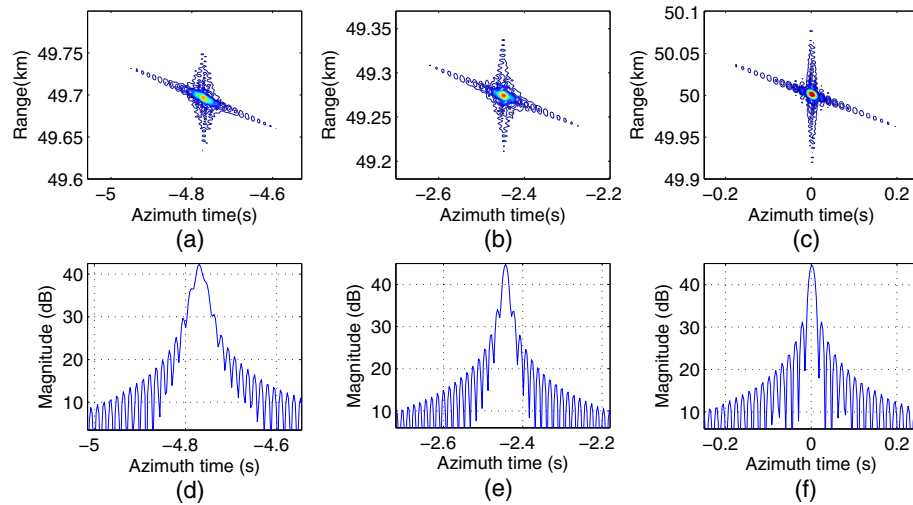 49.75
49.7
49.65
49.6
Range(km)
−5
−4.8
−4.6
Azimuth time(s)
(a)
49.35
49.3
49.25
49.2
Range(km)
−2.6
−2.4
−2.2
Azimuth time(s)
(b)
50.1
50.05
50
49.95
49.9
Range(km)
−0.2
0
0.2
Azimuth time(s)
(c)
40
30
20
10
Magnitude (dB)
−5
−4.8
−4.6
Azimuth time (s)
(d)
40
30
20
10
Magnitude (dB)
−2.6
−2.4
−2.2
Azimuth time (s)
(e)
40
30
20
10
Magnitude (dB)
−0.2
0
0.2
Azimuth time (s)
(f)